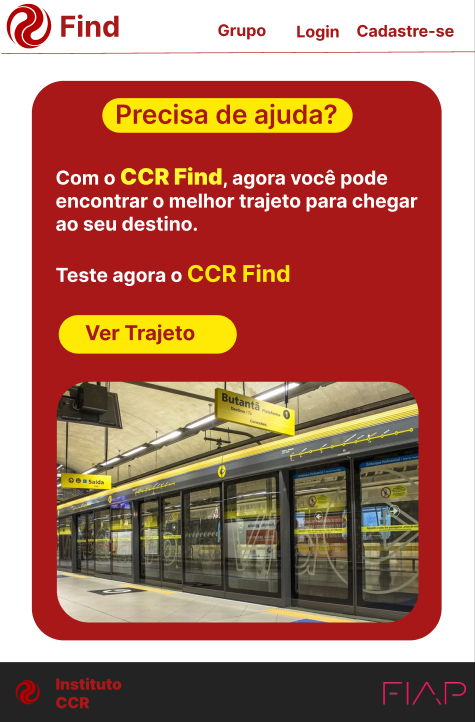 Find
Grupo
Login
Cadastre-se
Precisa de ajuda?
Com o CCR Find, agora você pode
encontrar o melhor trajeto para chegar
ao seu destino.
Teste agora o CCR Find
Ver Trajeto
Butantã
Saída
Instituto
CCR
FIAP